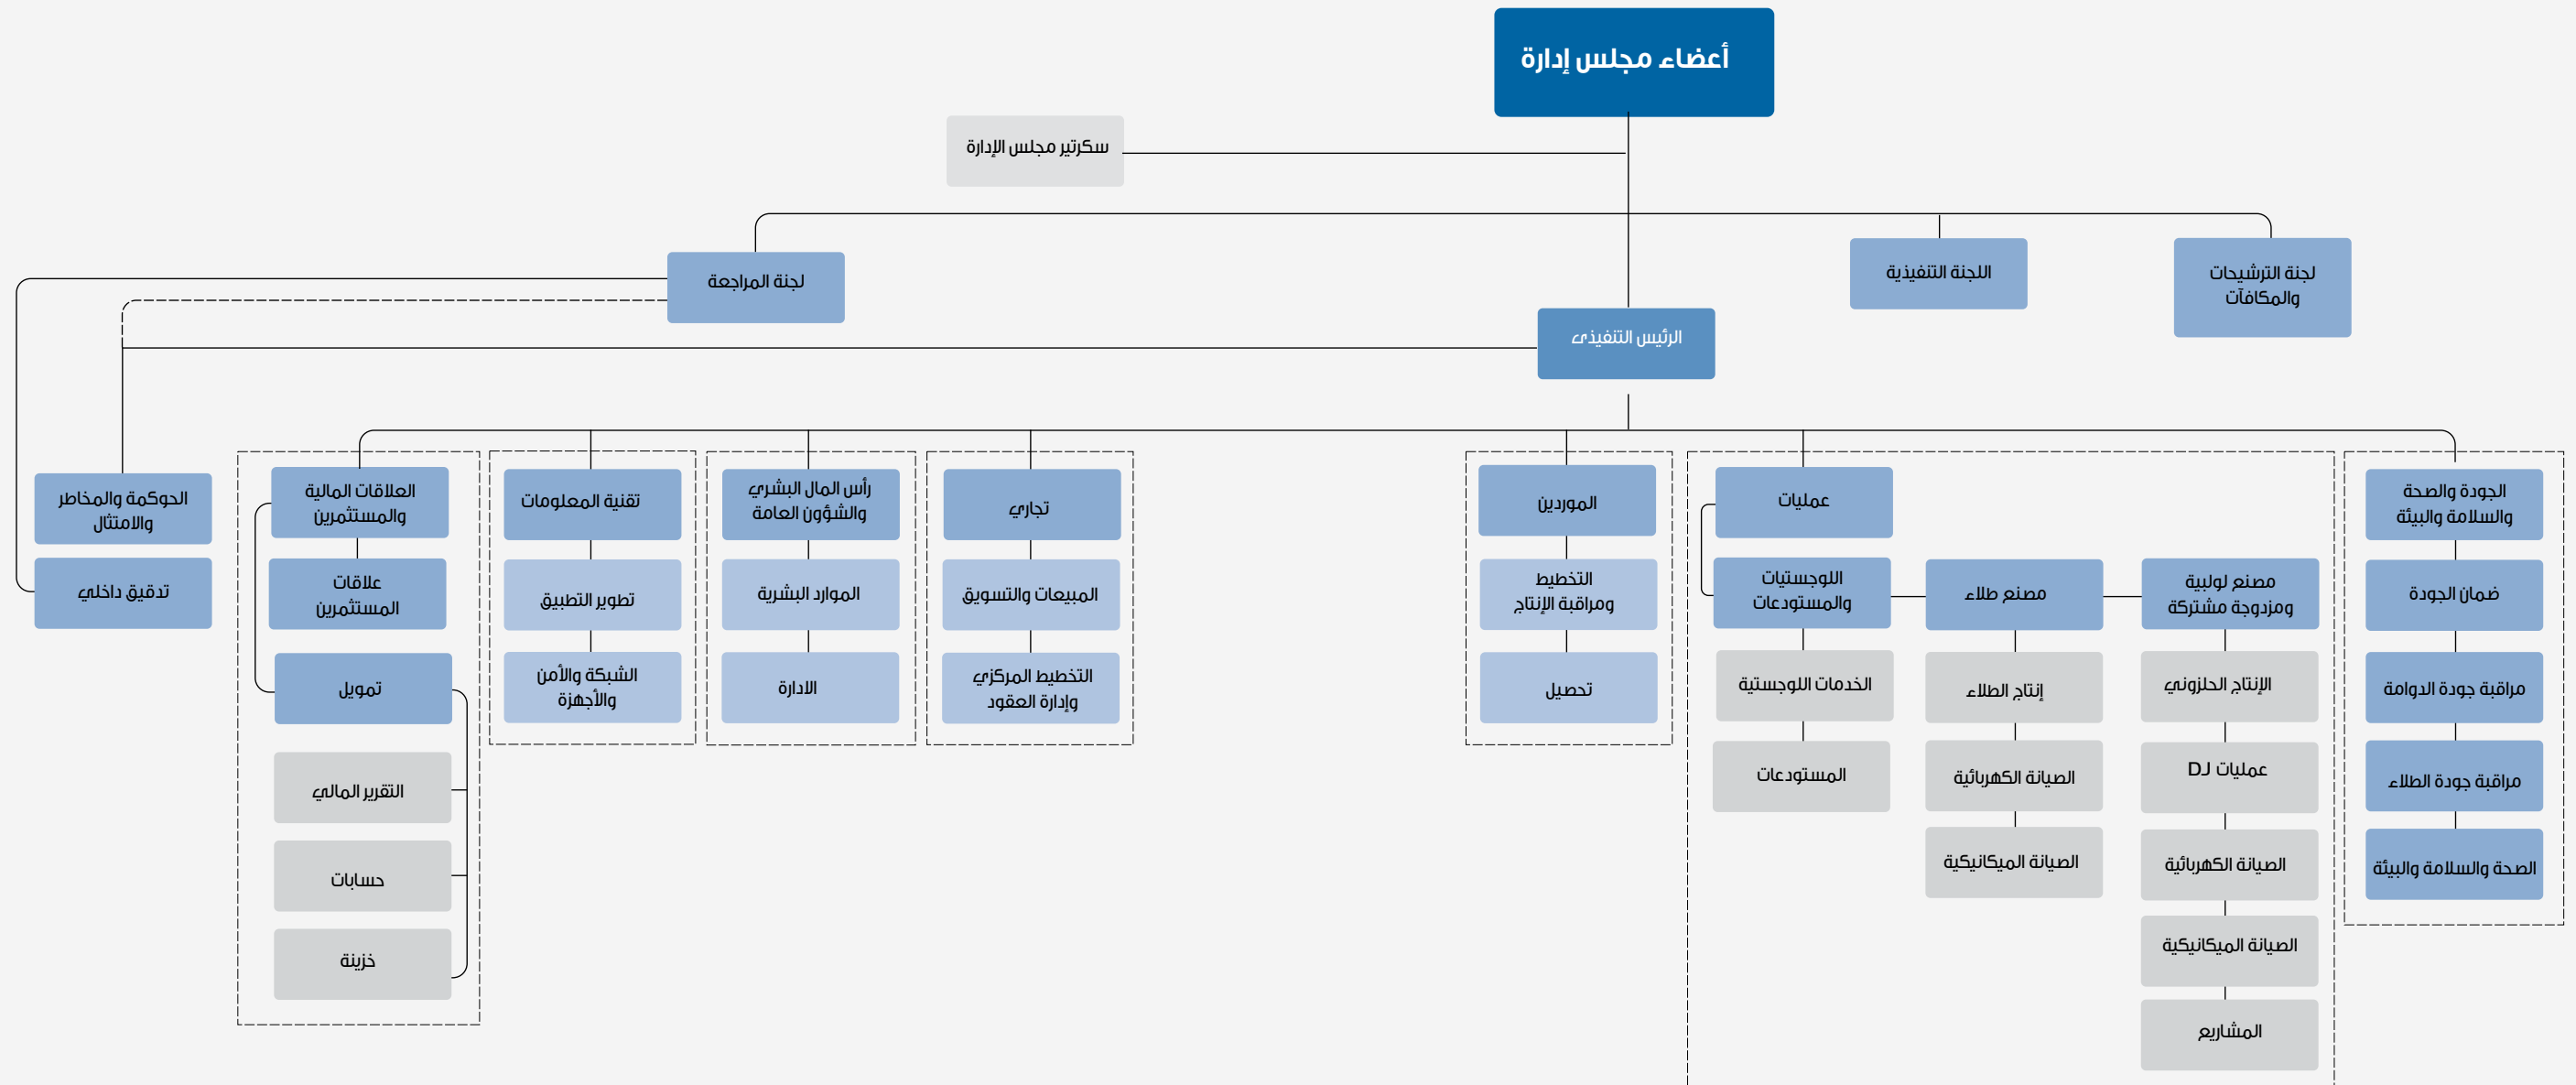 أعضاء مجلس إدارة
سكرتير مجلس الإدارة
لجنة الترشيحات
والمكافآت
اللجنة التنفيذية
لجنة المراجعة
الرئيس التنفيذى
الجودة والصحة
والسلامة والبيئة
ضمان الجودة
مراقبة جودة الدوامة
مراقبة جودة الطلاء
الصحة والسلامة والبيئة
عمليات
مصنع لولبية
ومزدوجة مشتركة
الإنتاج الحلزوني
عمليات DJ
الصيانة الكهربائية
الصيانة الميكانيكية
المشاريع
مصنع طلاء
إنتاج الطلاء
الصيانة الكهربائية
الصيانة الميكانيكية
اللوجستيات
والمستودعات
الخدمات اللوجستية
المستودعات
الموردين
التخطيط
ومراقبة الإنتاج
تحصيل
تجاري
المبيعات والتسويق
التخطيط المركزي
وإدارة العقود
رأس المال البشري
والشؤون العامة
الموارد البشرية
الادارة
تقنية المعلومات
تطوير التطبيق
الشبكة والأمن
والأجهزة
العلاقات المالية
والمستثمرين
علاقات
المستثمرين
تمويل
التقرير المالي
حسابات
خزينة
الحوكمة والمخاطر
والامتثال
تدقيق داخلي